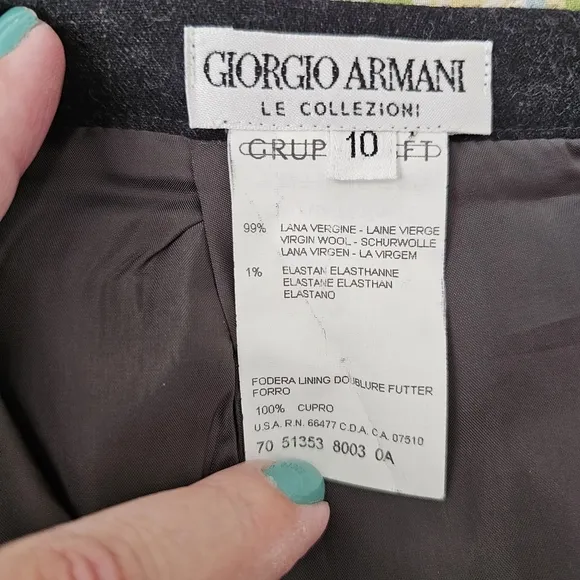 GIORGIO ARMANI
LE COLLEZIONI
GRUP 10 FT
99% LANA VERGINE - LAINE VIERGE
VIRGIN WOOL - SCHURWOLLE
LANA VIRGEN - LA VIRGEM
1% ELASTAN ELASTHANNE
ELASTANE ELASTHAN
ELASTANO
FODERA LINING DOUBLURE FUTTER
FORRO
100% CUPRO
U.S.A. R.N. 66477 C.D.A. C.A. 07510
70 51353 8003 0A